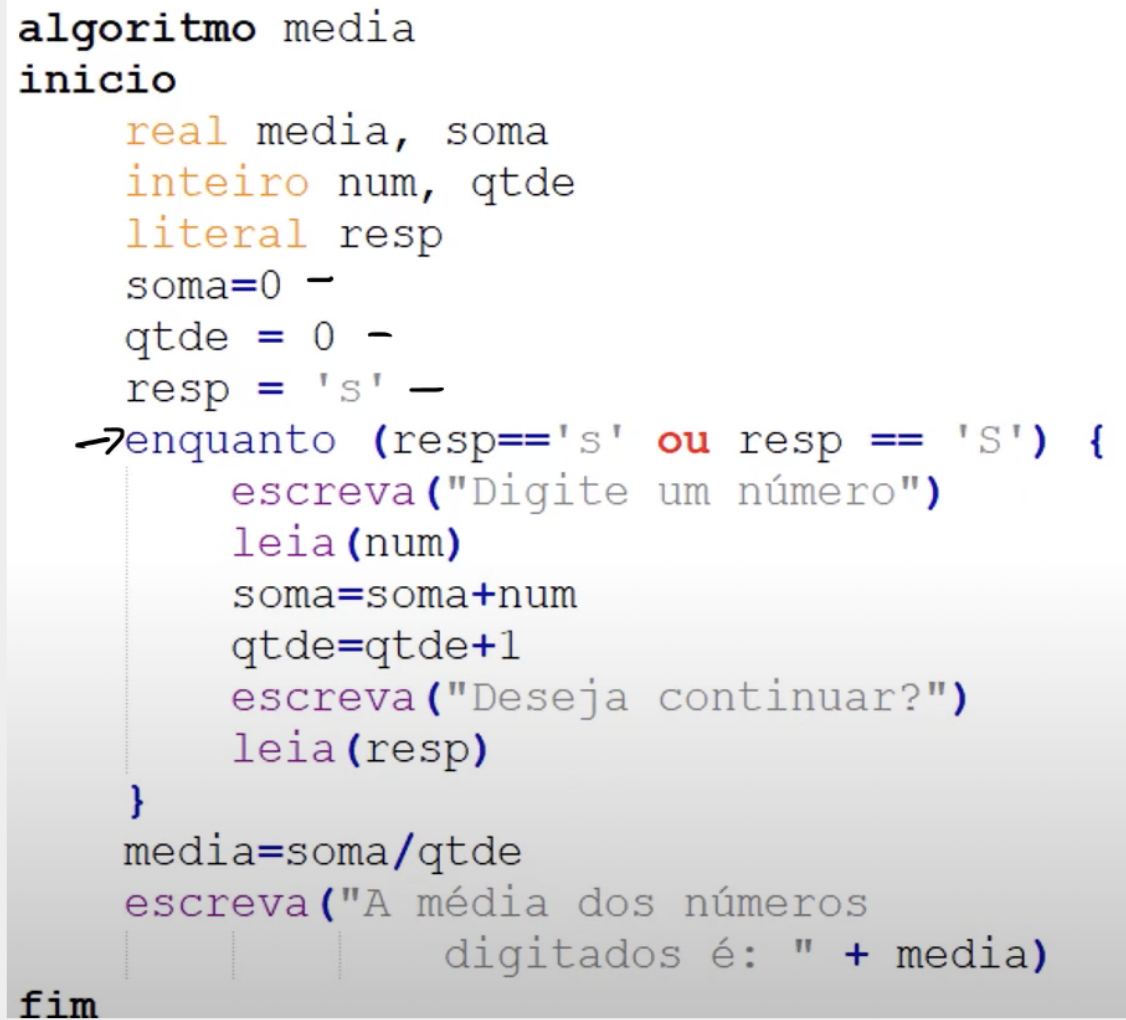 algoritmo media
inicio
real media, soma
inteiro num, qtde
literal resp
soma=0
qtde = 0
resp = 's'
enquanto (resp=='s' ou resp == 'S') {
escreva("Digite um número")
leia(num)
soma=soma+num
qtde=qtde+1
escreva("Deseja continuar?")
leia(resp)
}
media=soma/qtde
escreva("A média dos números
digitados é: " + media)
fim